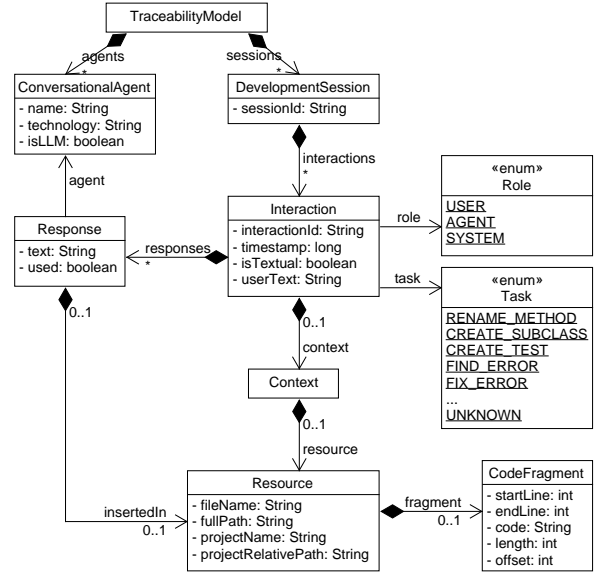 TraceabilityModel
agents
*
sessions
*
ConversationalAgent
- name: String
- technology: String
- isLLM: boolean
DevelopmentSession
- sessionId: String
interactions
*
agent
Response
- text: String
- used: boolean
responses
*
Interaction
- interactionId: String
- timestamp: long
- isTextual: boolean
- userText: String
role
«enum»
Role
USER
AGENT
SYSTEM
task
«enum»
Task
RENAME_METHOD
CREATE_SUBCLASS
CREATE_TEST
FIND_ERROR
FIX_ERROR
...
UNKNOWN
0..1
0..1
context
Context
0..1
resource
insertedIn
0..1
Resource
- fileName: String
- fullPath: String
- projectName: String
- projectRelativePath: String
fragment
0..1
CodeFragment
- startLine: int
- endLine: int
- code: String
- length: int
- offset: int